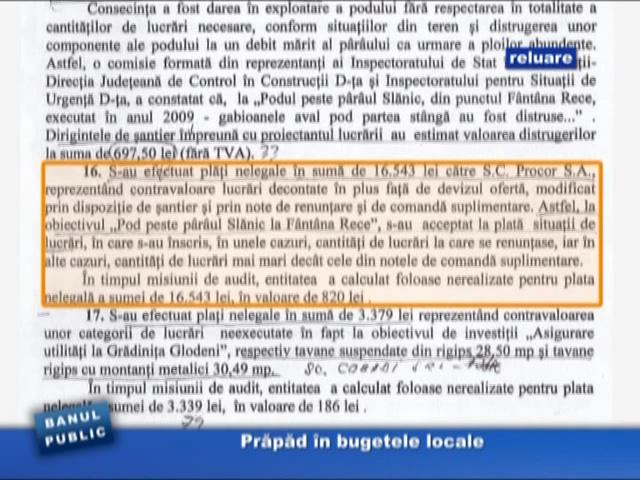 Consecința a fost darea în exploatare a podului fără respectarea în totalitate a
cantităților de lucrări necesare, conform situațiilor din teren și distrugerea unor
componente ale podului la un debit mărit al pârâului ca urmare a ploilor abundente.
Astfel, o comisie formată din reprezentanți ai Inspectoratului de Stat
reluare
Direcția Județeană de Control în Construcții D-ța și Inspectoratului pentru Situații de
Urgență D-ța, a constatat că, la „Podul peste pârâul Slănic, din punctul Fântâna Rece,
executat în anul 2009 - gabioanele aval pod partea stângă au fost distruse...” .
Dirigintele de șantier împreună cu proiectantul lucrării au estimat valoarea distrugerilor
la suma de 697,50 lei (fără TVA).
16. S-au efectuat plăți nelegale în sumă de 16.543 lei către S.C. Procor S.A.,
reprezentând contravaloare lucrări decontate în plus față de devizul ofertă, modificat
prin dispoziție de șantier și prin note de renunțare și de comandă suplimentare. Astfel, la
obiectivul „Pod peste pârâul Slănic la Fântâna Rece”, s-au acceptat la plată situații de
lucrări, în care s-au înscris, în unele cazuri, cantități de lucrări la care se renunțase, iar în
alte cazuri, cantități de lucrări mai mari decât cele din notele de comandă suplimentare.
În timpul misiunii de audit, entitatea a calculat foloase nerealizate pentru plata
nelegală a sumei de 16.543 lei, în valoare de 820 lei .
17. S-au efectuat plăți nelegale în sumă de 3.379 lei reprezentând contravaloarea
unor categorii de lucrări neexecutate în fapt la obiectivul de investiții „Asigurare
utilități la Grădinița Glodeni”, respectiv tavane suspendate din rigips 28,50 mp și tavane
rigips cu montanți metalici 30,49 mp.
În timpul misiunii de audit, entitatea a calculat foloase nerealizate pentru plata
sumei de 3.339 lei, în valoare de 186 lei .
BANUL
PUBLIC
Prăpăd în bugetele locale